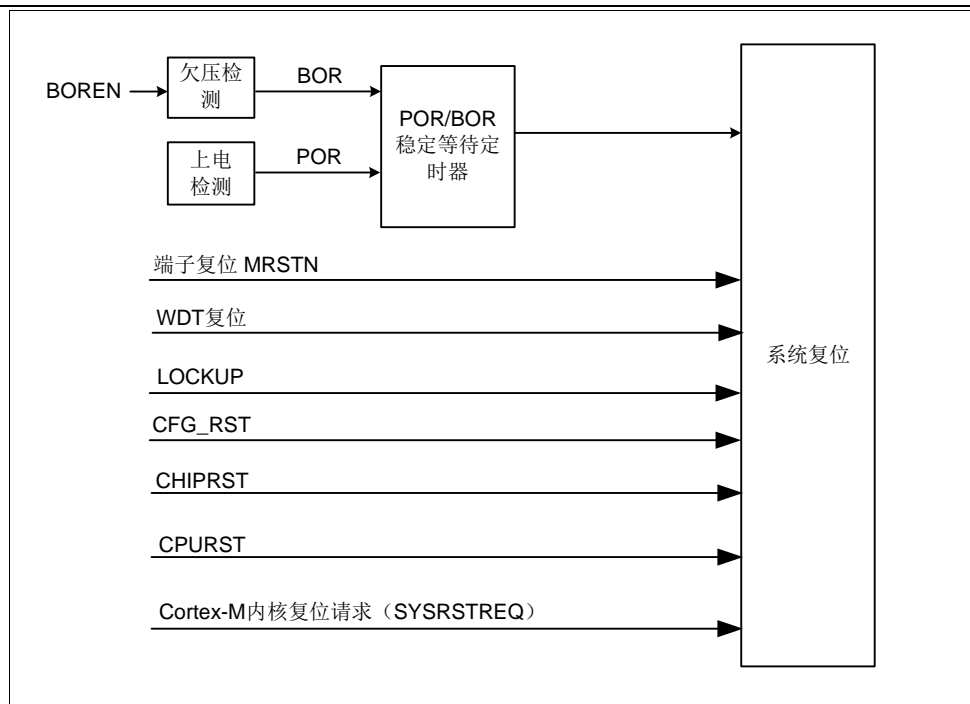 BOREN
欠压检
测
BOR
上电
检测
POR
POR/BOR
稳定等待定
时器
端子复位 MRSTN
WDT复位
LOCKUP
CFG_RST
CHIPRST
CPURST
Cortex-M内核复位请求（SYSRSTREQ）
系统复位